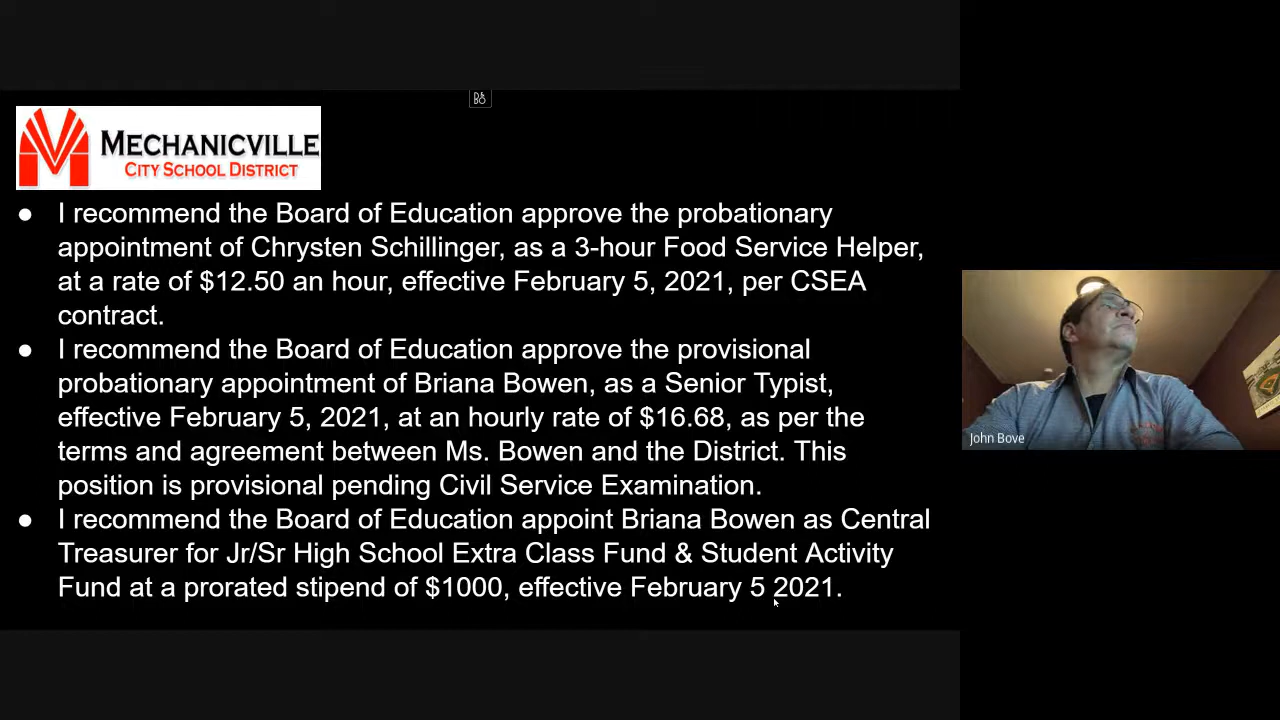 D&
BO
MECHANICVILLE
CITY SCHOOL DISTRICT
● I recommend the Board of Education approve the probationary
appointment of Chrysten Schillinger, as a 3-hour Food Service Helper,
at a rate of $12.50 an hour, effective February 5, 2021, per CSEA
contract.
● I recommend the Board of Education approve the provisional
probationary appointment of Briana Bowen, as a Senior Typist,
effective February 5, 2021, at an hourly rate of $16.68, as per the
terms and agreement between Ms. Bowen and the District. This
position is provisional pending Civil Service Examination.
● I recommend the Board of Education appoint Briana Bowen as Central
Treasurer for Jr/Sr High School Extra Class Fund & Student Activity
Fund at a prorated stipend of $1000, effective February 5 2021.
John Bove